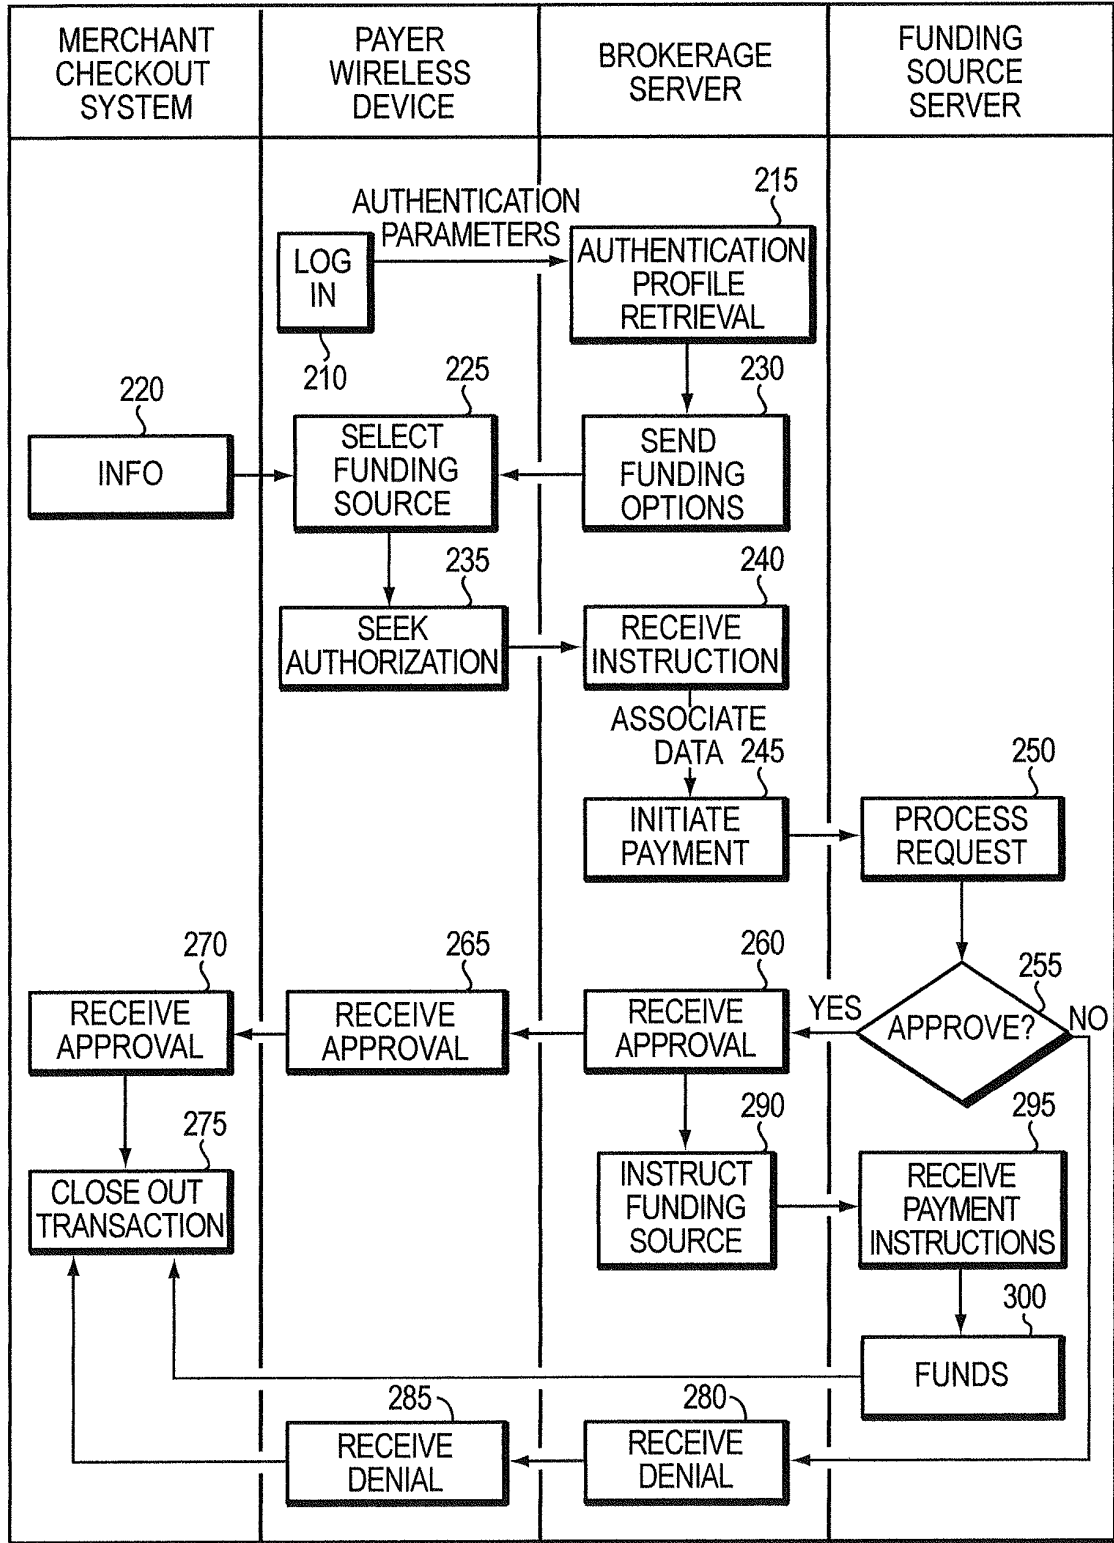 MERCHANT
CHECKOUT
SYSTEM
PAYER
WIRELESS
DEVICE
BROKERAGE
SERVER
FUNDING
SOURCE
SERVER
AUTHENTICATION
PARAMETERS
LOG
IN
210
215
AUTHENTICATION
PROFILE
RETRIEVAL
220
INFO
225
SELECT
FUNDING
SOURCE
230
SEND
FUNDING
OPTIONS
235
SEEK
AUTHORIZATION
240
RECEIVE
INSTRUCTION
ASSOCIATE
DATA
245
INITIATE
PAYMENT
250
PROCESS
REQUEST
255
APPROVE?
YES
NO
260
RECEIVE
APPROVAL
265
RECEIVE
APPROVAL
270
RECEIVE
APPROVAL
275
CLOSE OUT
TRANSACTION
290
INSTRUCT
FUNDING
SOURCE
295
RECEIVE
PAYMENT
INSTRUCTIONS
300
FUNDS
285
RECEIVE
DENIAL
280
RECEIVE
DENIAL